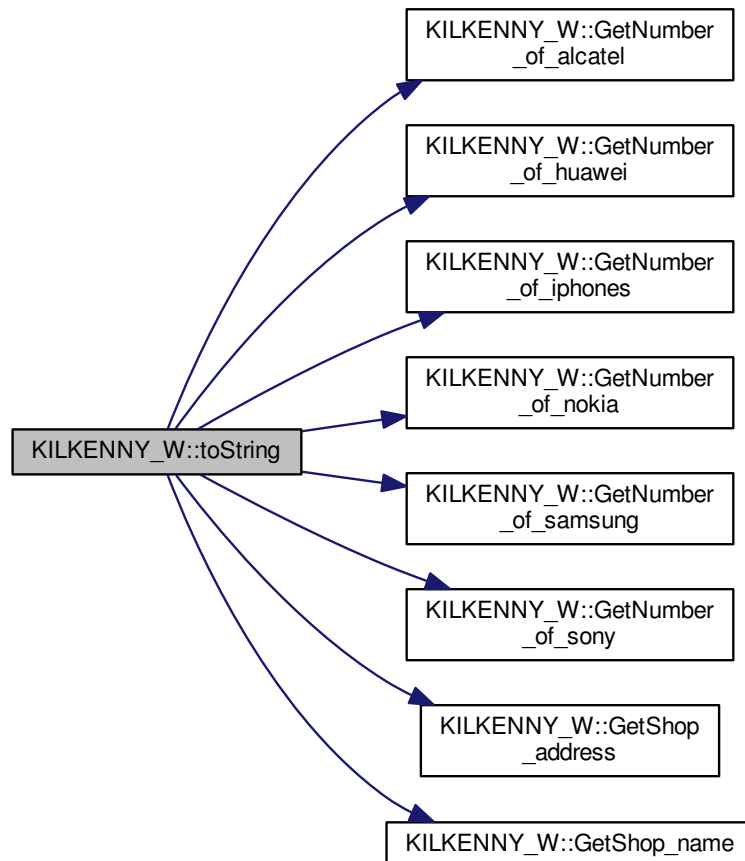 KILKENNY_W::GetNumber
_of_alcatel
KILKENNY_W::GetNumber
_of_huawei
KILKENNY_W::GetNumber
_of_iphones
KILKENNY_W::GetNumber
_of_nokia
KILKENNY_W::toString
KILKENNY_W::GetNumber
_of_samsung
KILKENNY_W::GetNumber
_of_sony
KILKENNY_W::GetShop
_address
KILKENNY_W::GetShop_name